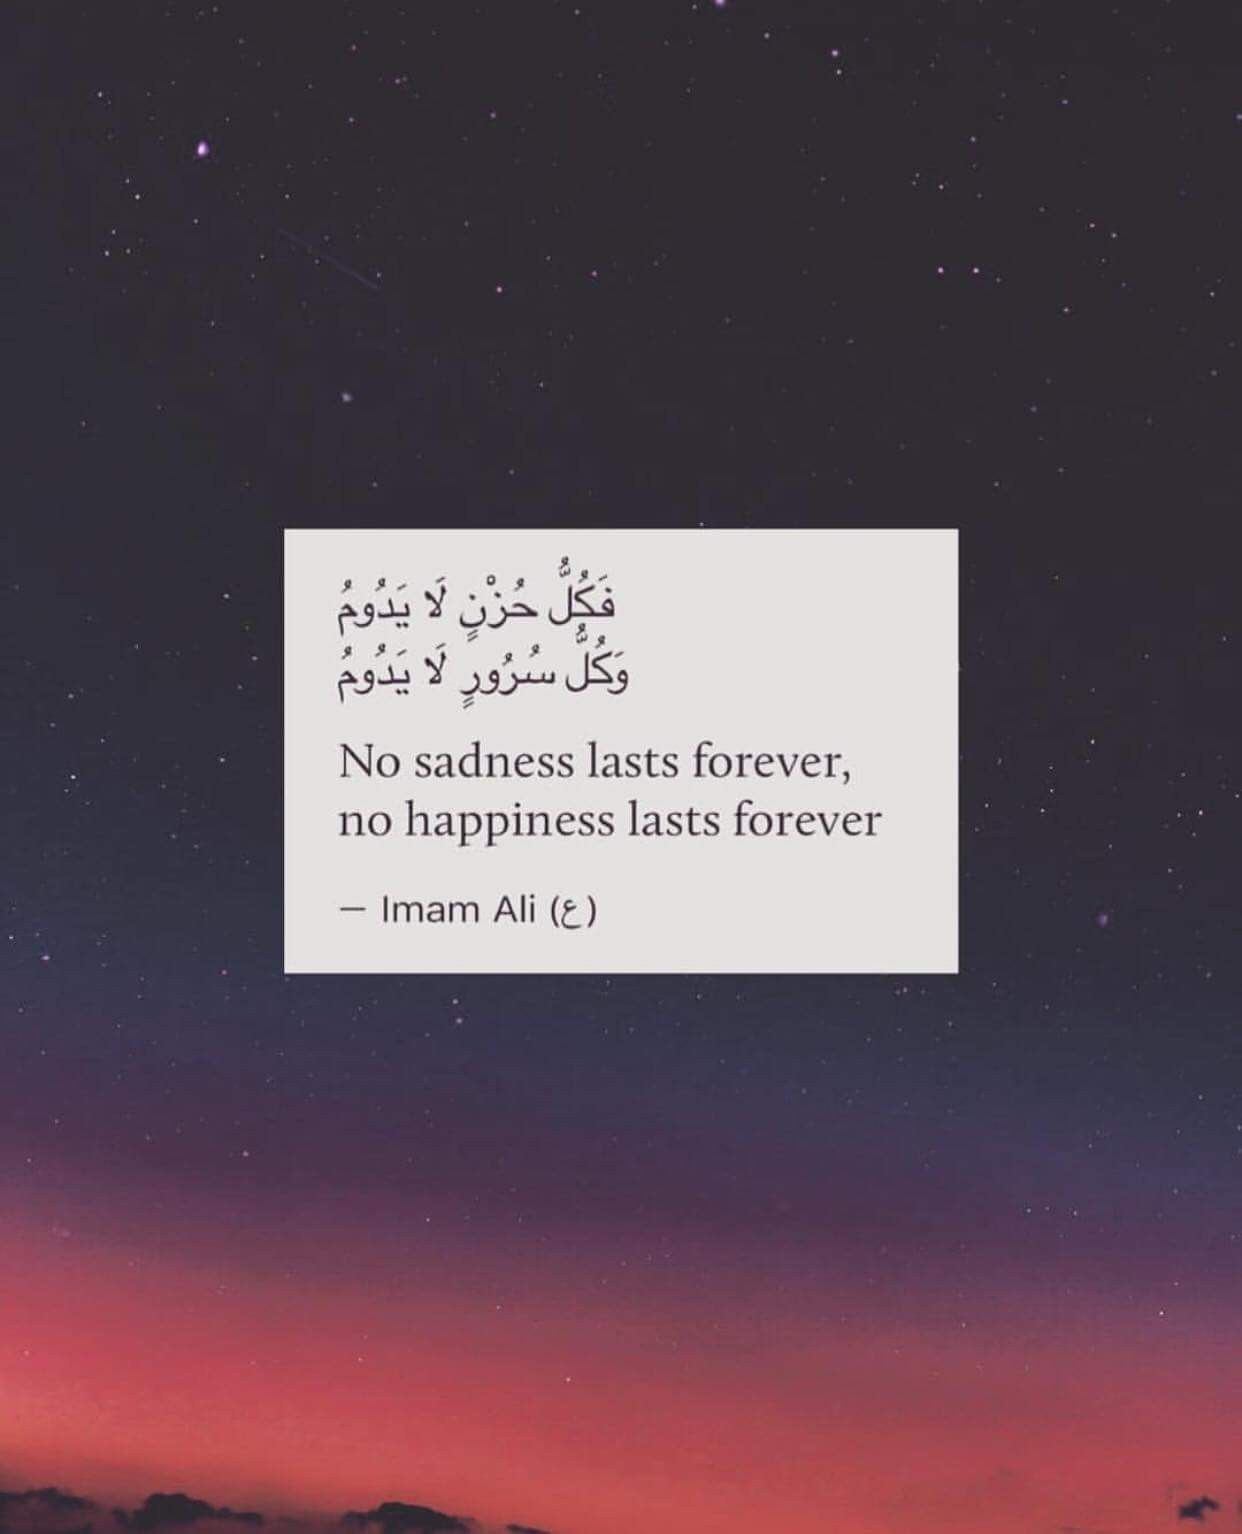 فَكُلُّ حُزْنٍ لَا يَدُومُ
وَكُلُّ سُرُورٍ لَا يَدُومُ
No sadness lasts forever,
no happiness lasts forever
— Imam Ali (ع)